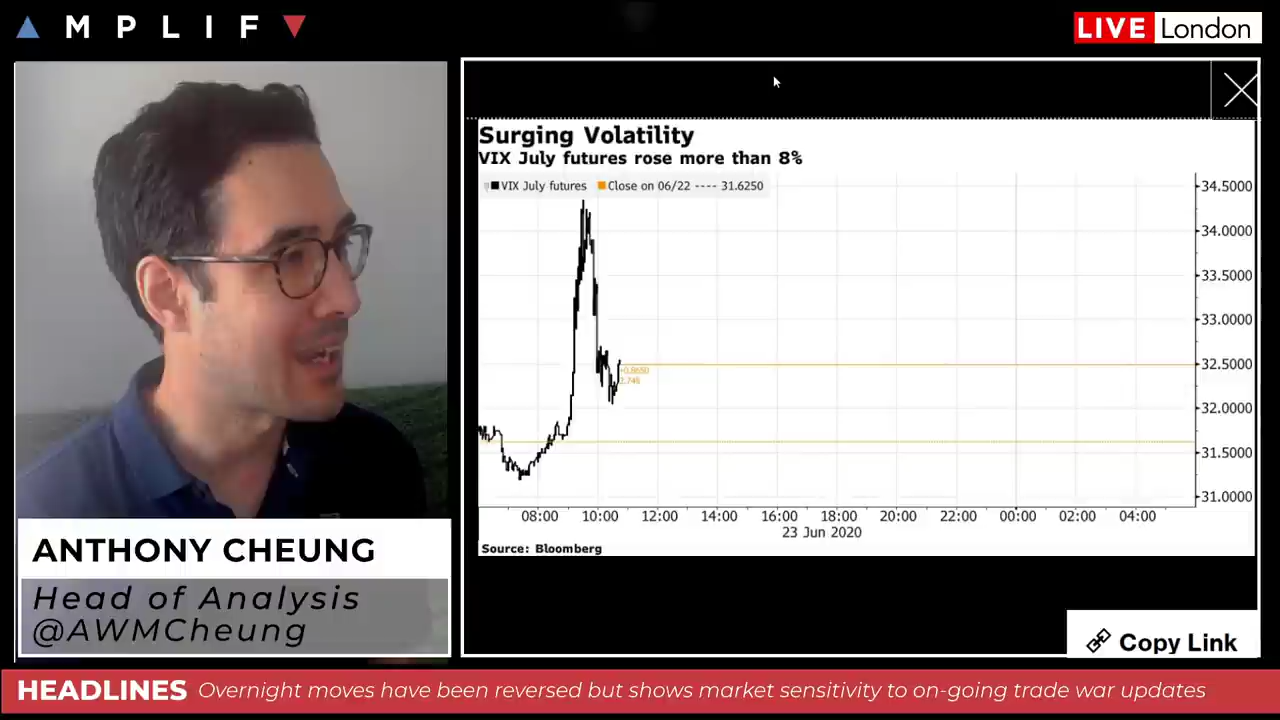 AMPLIFY
LIVE London
Surging Volatility
VIX July futures rose more than 8%
VIX July futures Close on 06/22 ---- 31.6250
34.5000
34.0000
33.5000
33.0000
32.5000
32.0000
31.5000
31.0000
08:00 10:00 12:00 14:00 16:00 18:00 20:00 22:00 00:00 02:00 04:00
23 Jun 2020
Source: Bloomberg
ANTHONY CHEUNG
Head of Analysis
@AWMCheung
Copy Link
HEADLINES Overnight moves have been reversed but shows market sensitivity to on-going trade war updates